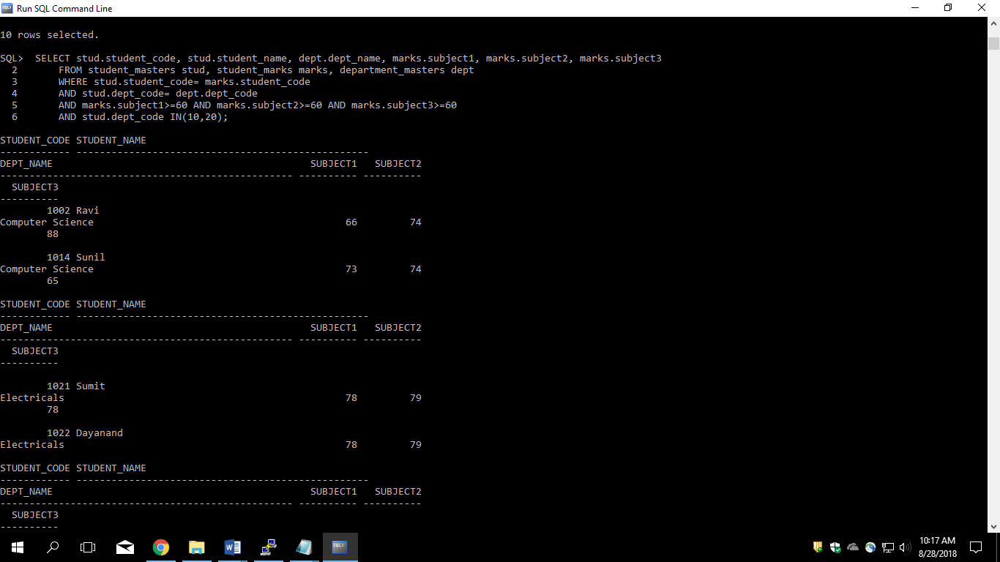 Run SQL Command Line
10 rows selected.
SQL>  SELECT stud.student_code, stud.student_name, dept.dept_name, marks.subject1, marks.subject2, marks.subject3
  2       FROM student_masters stud, student_marks marks, department_masters dept
  3       WHERE stud.student_code= marks.student_code
  4       AND stud.dept_code= dept.dept_code
  5       AND marks.subject1>=60 AND marks.subject2>=60 AND marks.subject3>=60
  6       AND stud.dept_code IN(10,20);
STUDENT_CODE STUDENT_NAME
------------ --------------------------------------------------
DEPT_NAME                                            SUBJECT1   SUBJECT2
-------------------------------------------------- ---------- ----------
  SUBJECT3
----------
        1002 Ravi
Computer Science                                           66         74
        88
        1014 Sunil
Computer Science                                           73         74
        65
STUDENT_CODE STUDENT_NAME
------------ --------------------------------------------------
DEPT_NAME                                            SUBJECT1   SUBJECT2
-------------------------------------------------- ---------- ----------
  SUBJECT3
----------
        1021 Sumit
Electricals                                                78         79
        78
        1022 Dayanand
Electricals                                                78         79
STUDENT_CODE STUDENT_NAME
------------ --------------------------------------------------
DEPT_NAME                                            SUBJECT1   SUBJECT2
-------------------------------------------------- ---------- ----------
  SUBJECT3
----------
10:17 AM
8/28/2018